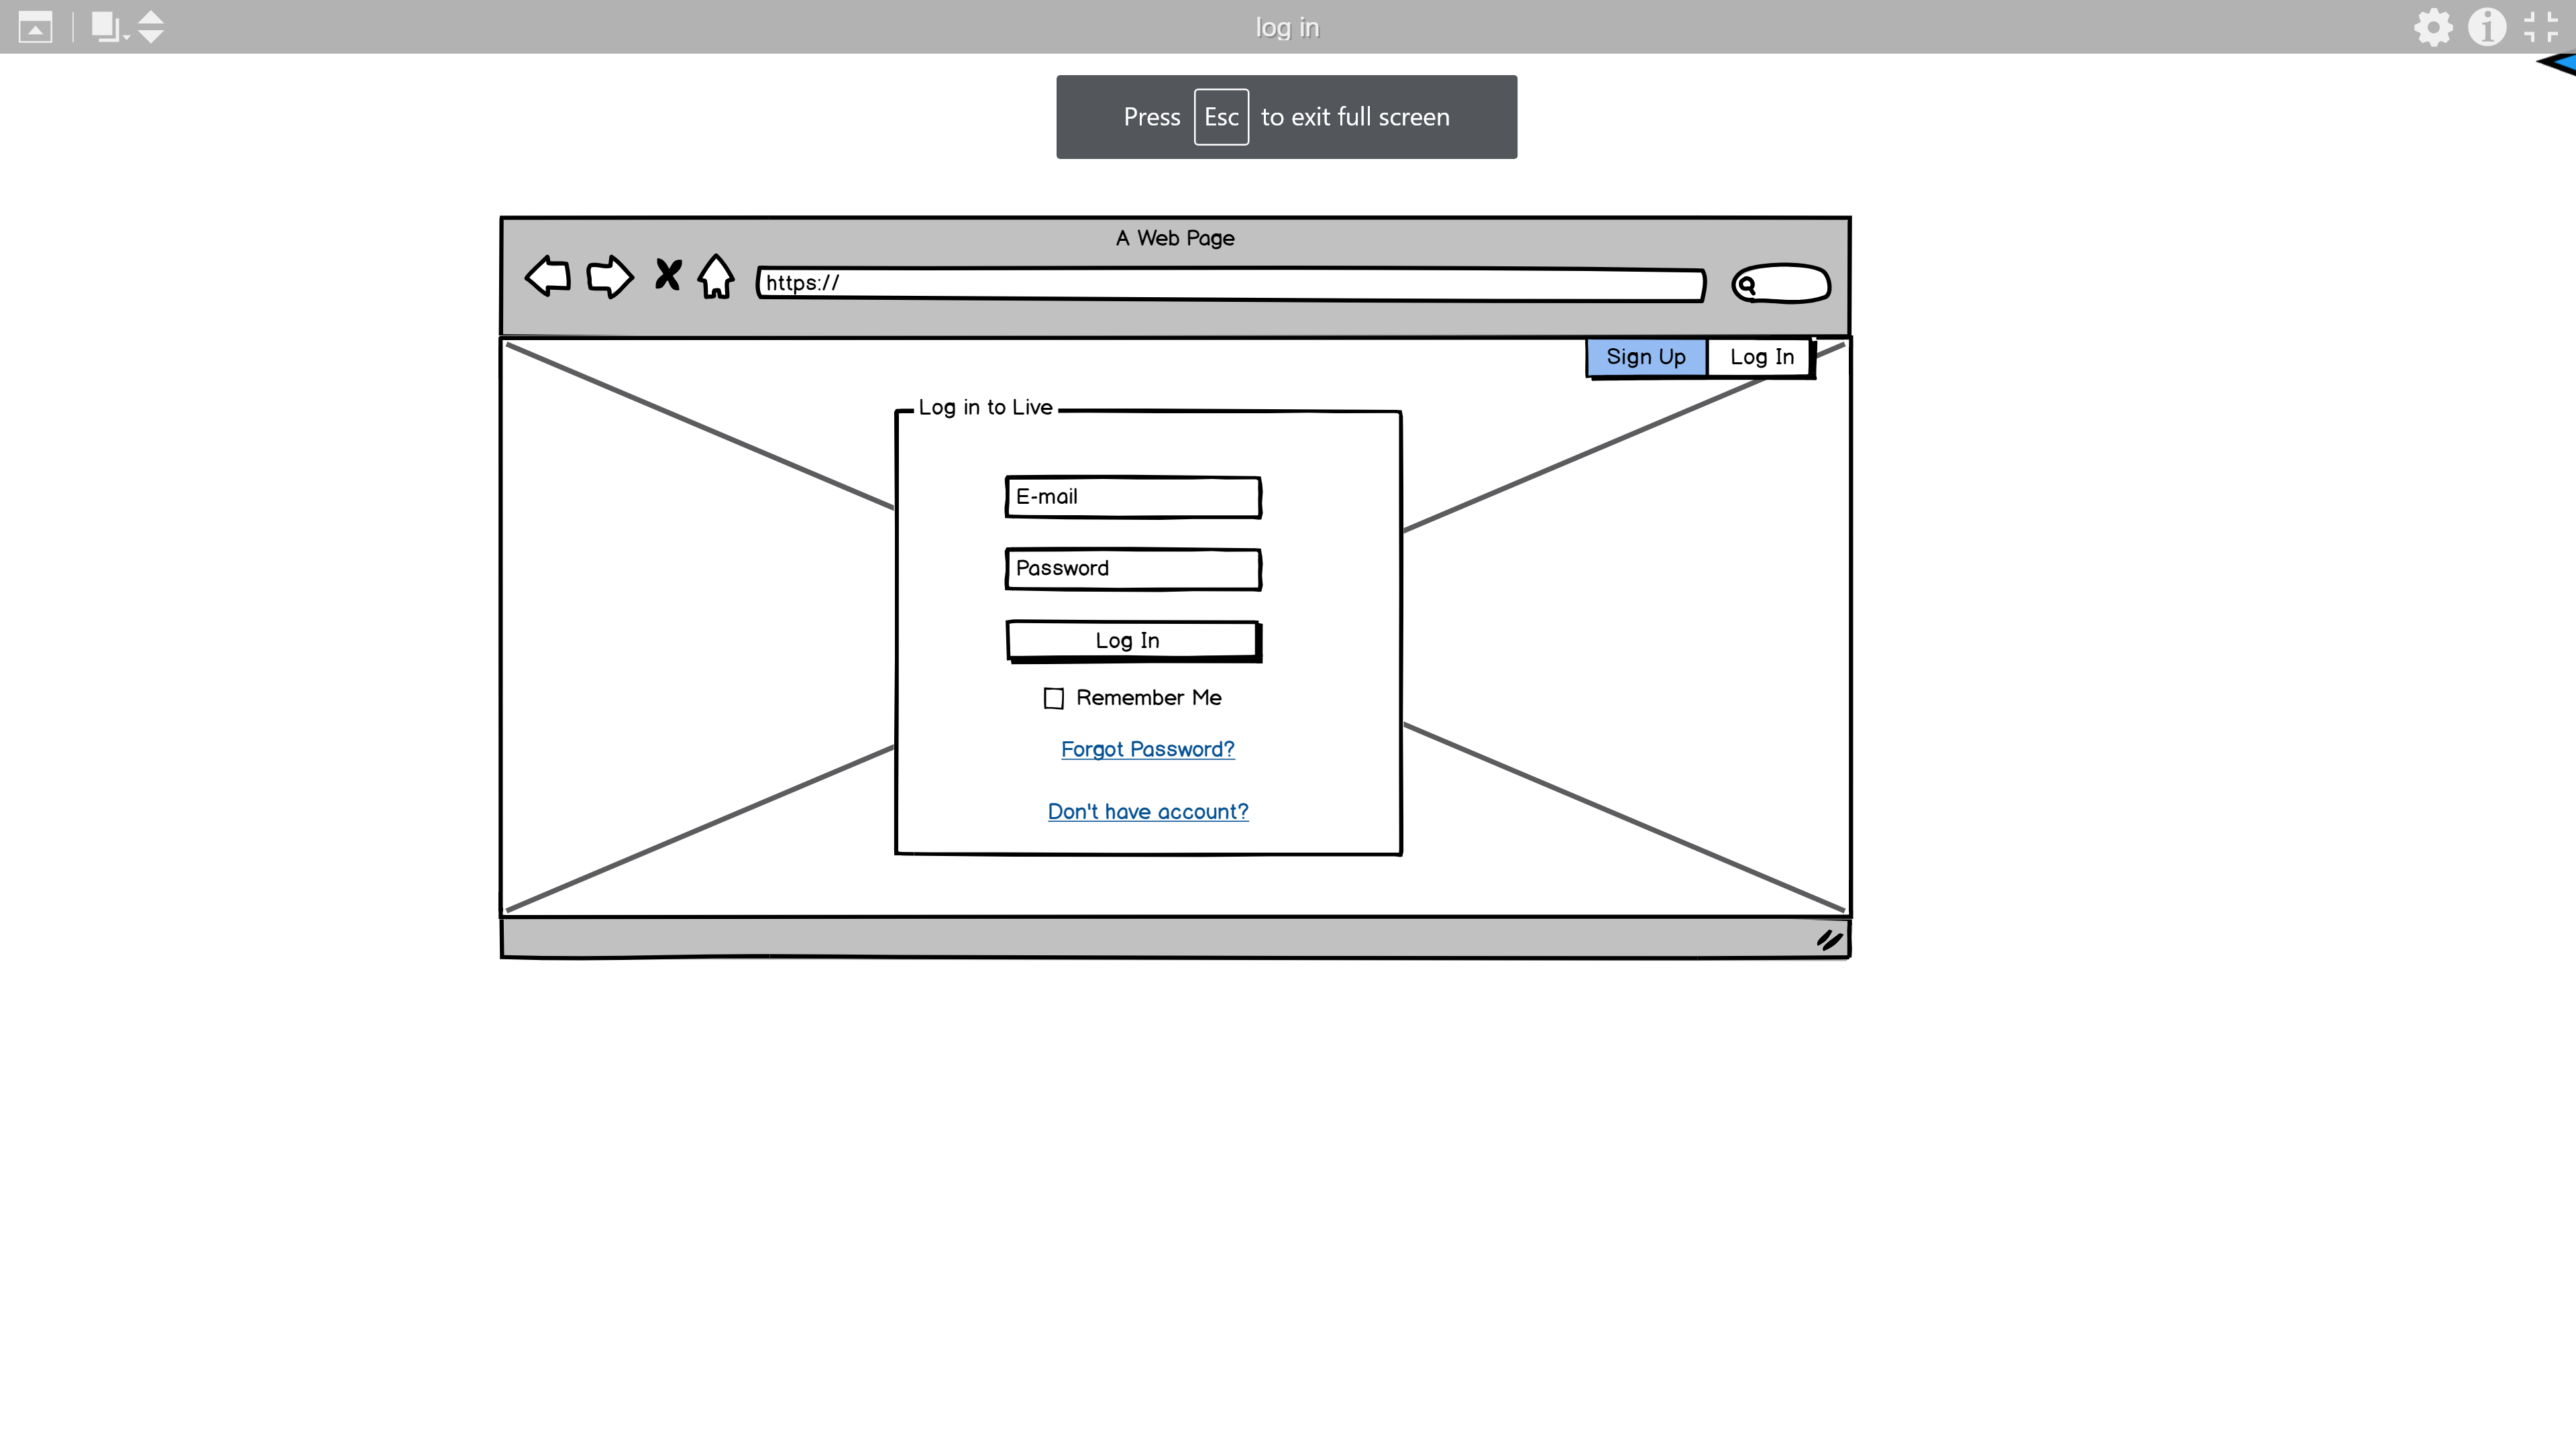 log in
Press Esc to exit full screen
A Web Page
https://
Sign Up Log In
Log in to Live
E-mail
Password
Log In
Remember Me
Forgot Password?
Don't have account?